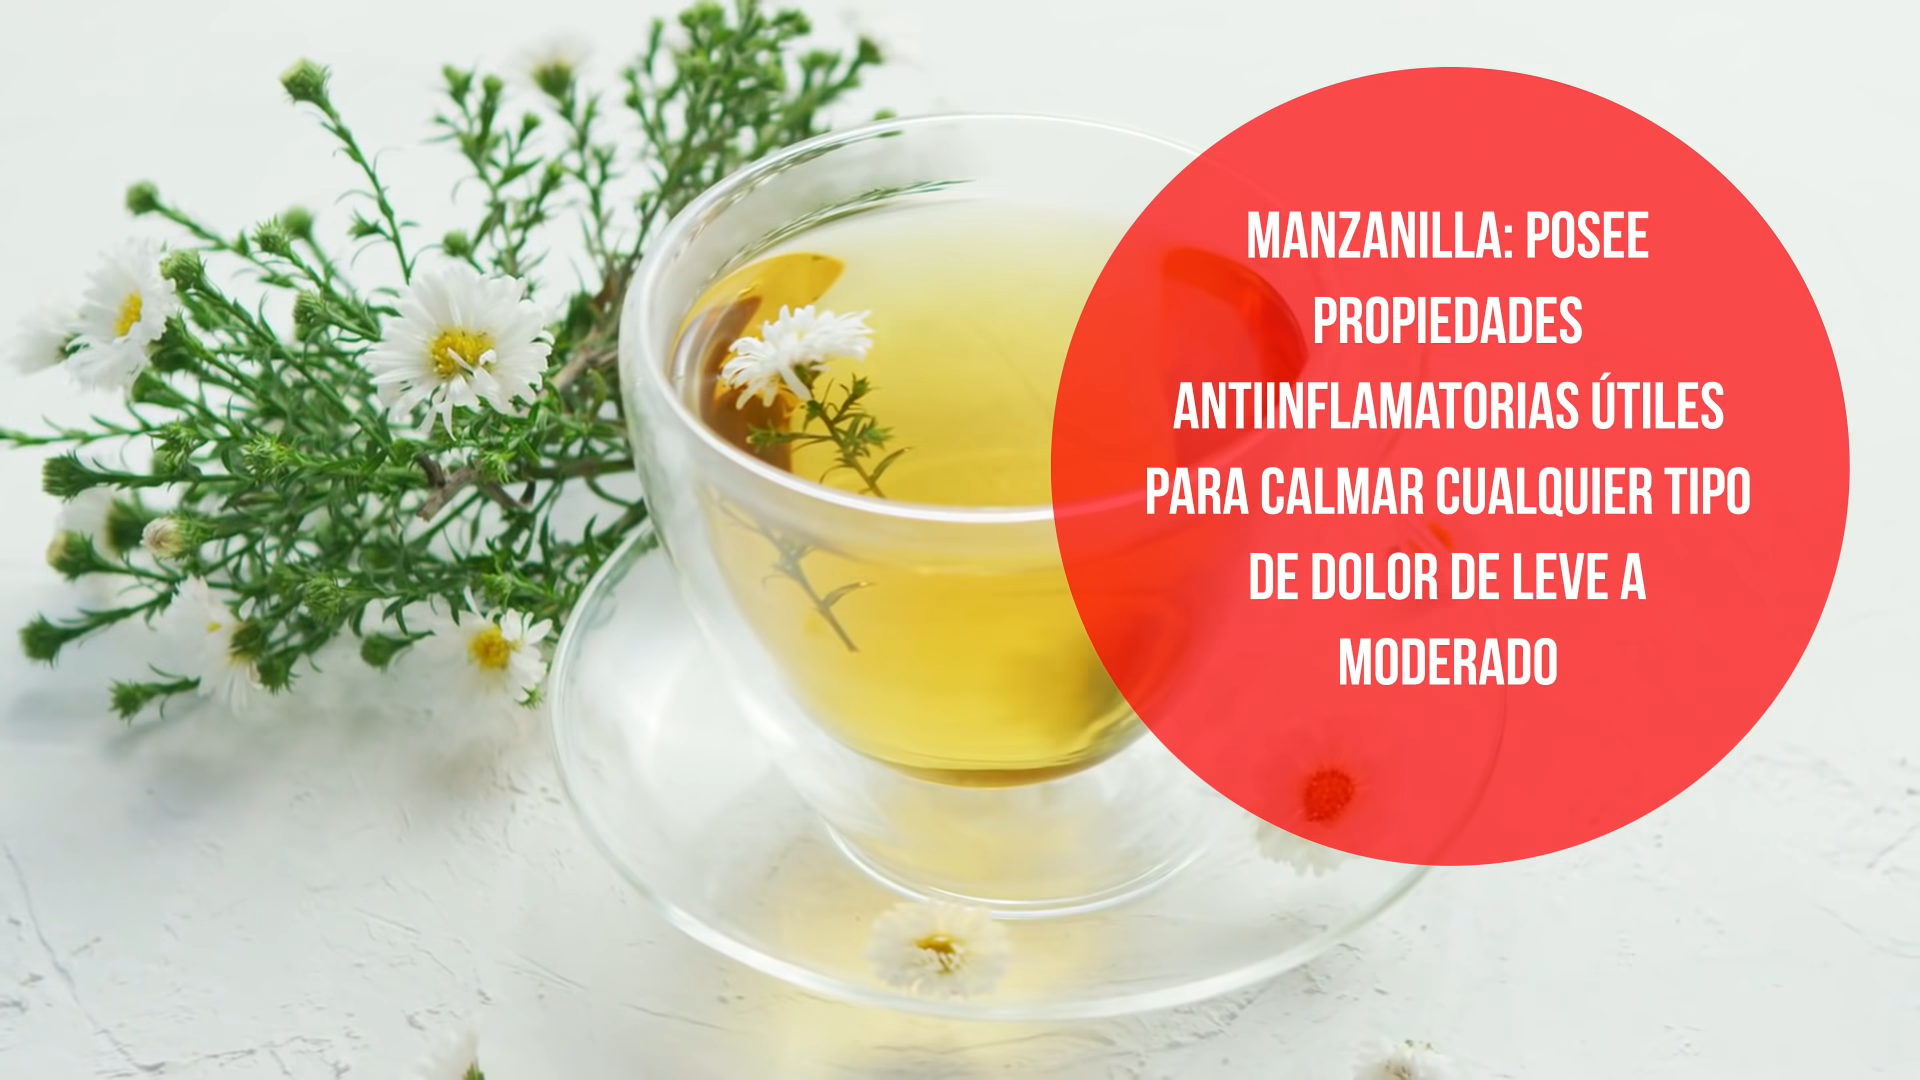 MANZANILLA: POSEE
PROPIEDADES
ANTIINFLAMATORIAS ÚTILES
PARA CALMAR CUALQUIER TIPO
DE DOLOR DE LEVE A
MODERADO